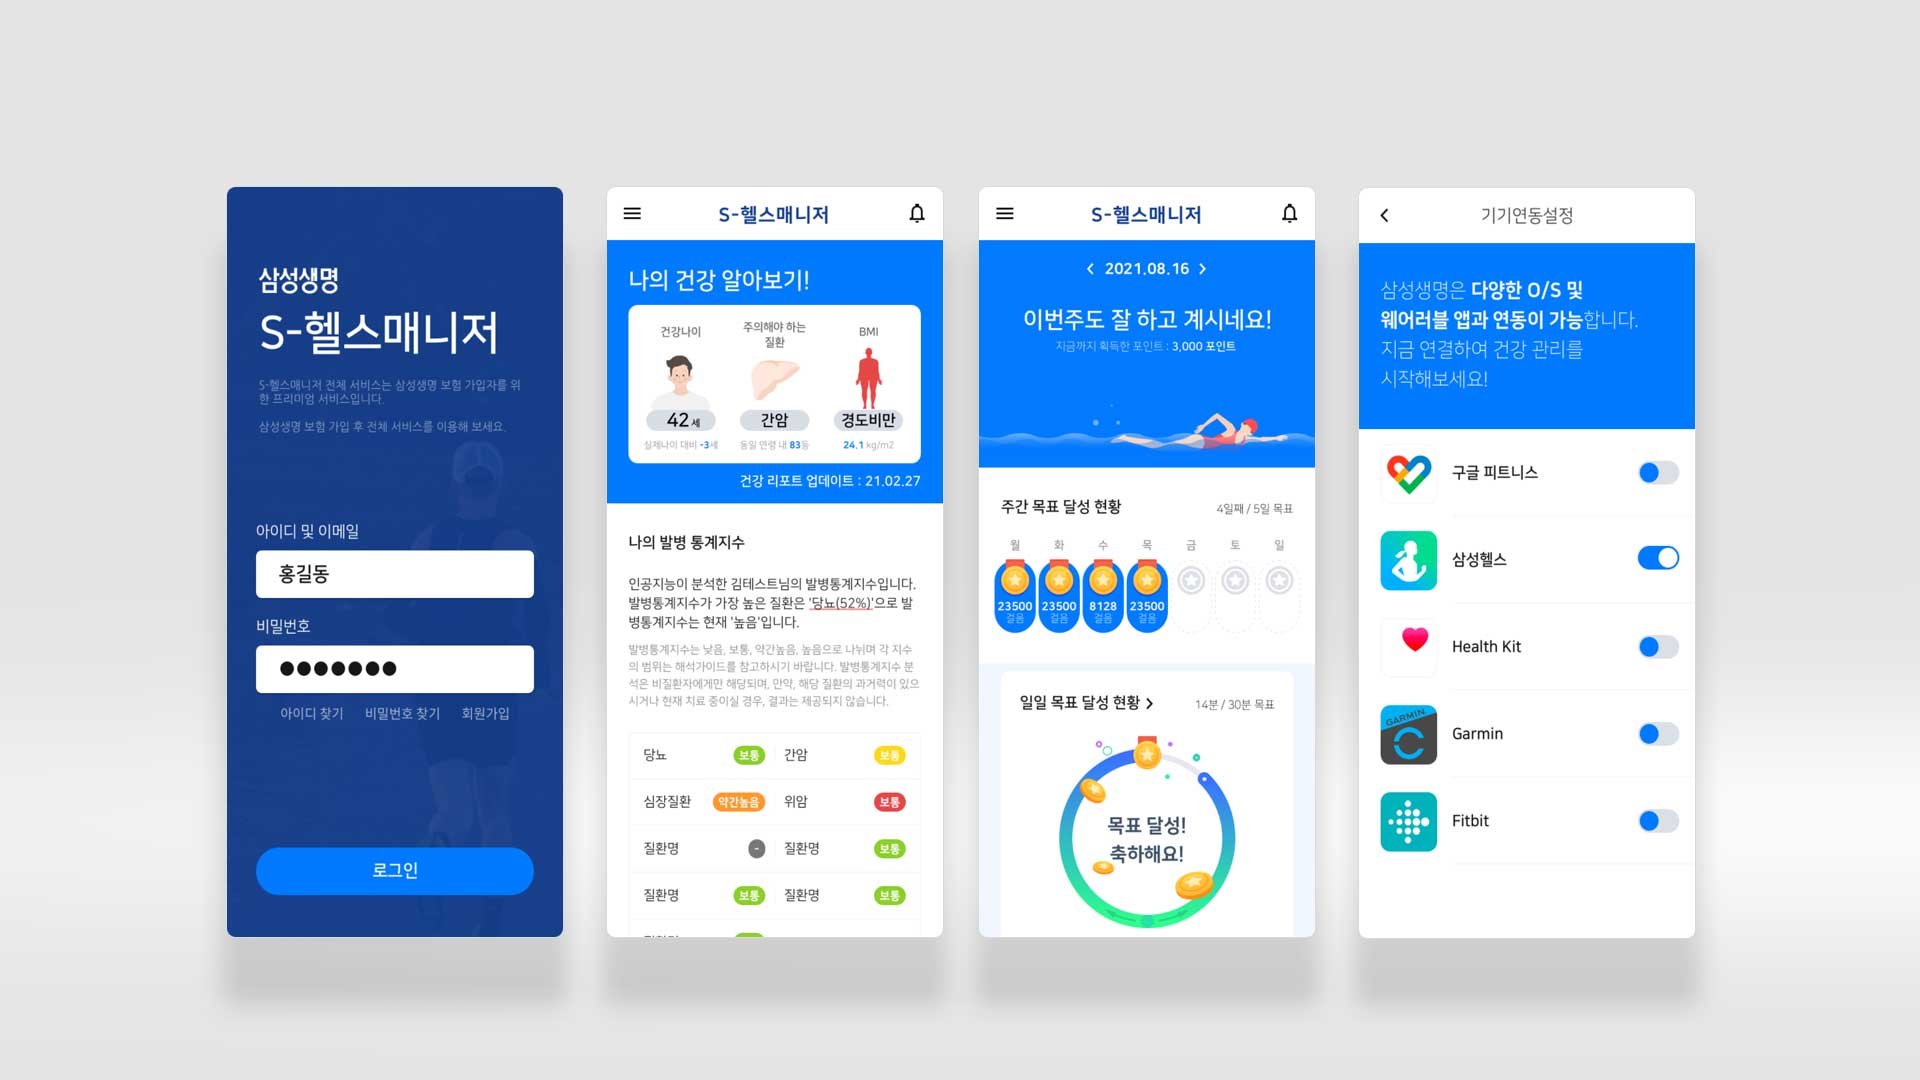 삼성생명
S-헬스매니저
S-헬스매니저 전체 서비스는 삼성생명 보험 가입자를 위
한 프리미엄 서비스입니다.
삼성생명 보험 가입 후 전체 서비스를 이용해 보세요.
아이디 및 이메일
홍길동
비밀번호
아이디 찾기 비밀번호 찾기 회원가입
로그인
S-헬스매니저
나의 건강 알아보기!
건강나이
42 세
실제나이 대비 -3세
주의해야 하는
질환
간암
동일 연령 내 83등
BMI
경도비만
24.1 kg/m2
건강 리포트 업데이트 : 21.02.27
나의 발병 통계지수
인공지능이 분석한 김테스트님의 발병통계지수입니다.
발병통계지수가 가장 높은 질환은 '당뇨(52%)'으로 발
병통계지수는 현재 '높음'입니다.
발병통계지수는 낮음, 보통, 약간높음, 높음으로 나뉘며 각 지수
의 범위는 해석가이드를 참고하시기 바랍니다. 발병통계지수 분
석은 비질환자에게만 해당되며, 만약, 해당 질환의 과거력이 있으
시거나 현재 치료 중이실 경우, 결과는 제공되지 않습니다.
당뇨 보통 간암 보통
심장질환 약간높음 위암 보통
질환명 - 질환명 보통
질환명 보통 질환명 보통
S-헬스매니저
2021.08.16
이번주도 잘 하고 계시네요!
지금까지 획득한 포인트 : 3,000 포인트
주간 목표 달성 현황 4일째 / 5일 목표
월 화 수 목 금 토 일
23500 23500 8128 23500
걸음 걸음 걸음 걸음
일일 목표 달성 현황 14분 / 30분 목표
목표 달성!
축하해요!
기기연동설정
삼성생명은 다양한 O/S 및
웨어러블 앱과 연동이 가능합니다.
지금 연결하여 건강 관리를
시작해보세요!
구글 피트니스
삼성헬스
Health Kit
GARMIN
Garmin
Fitbit